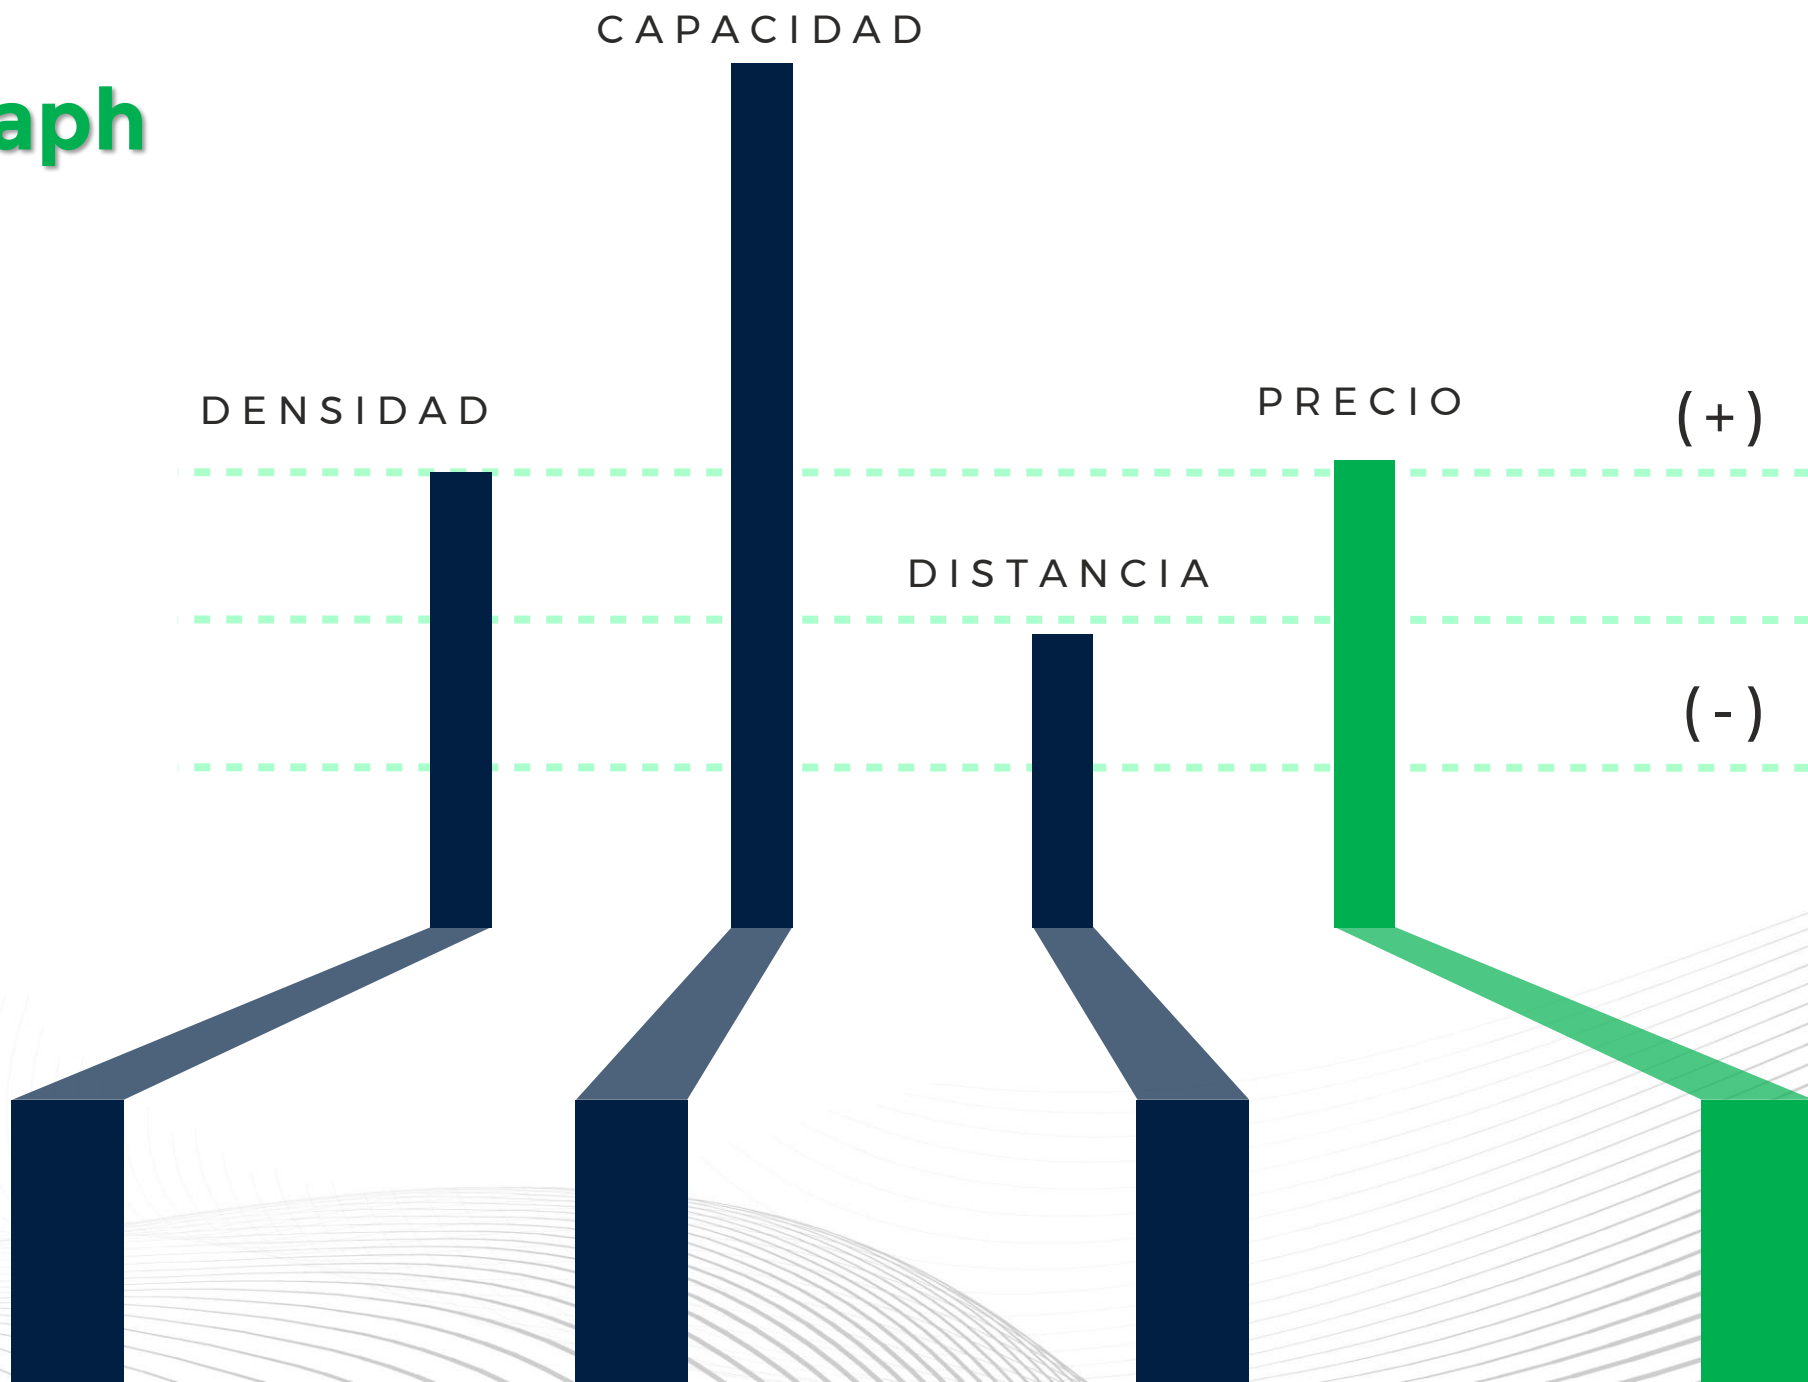 CAPACIDAD
aph
DENSIDAD
PRECIO
(+)
DISTANCIA
(-)